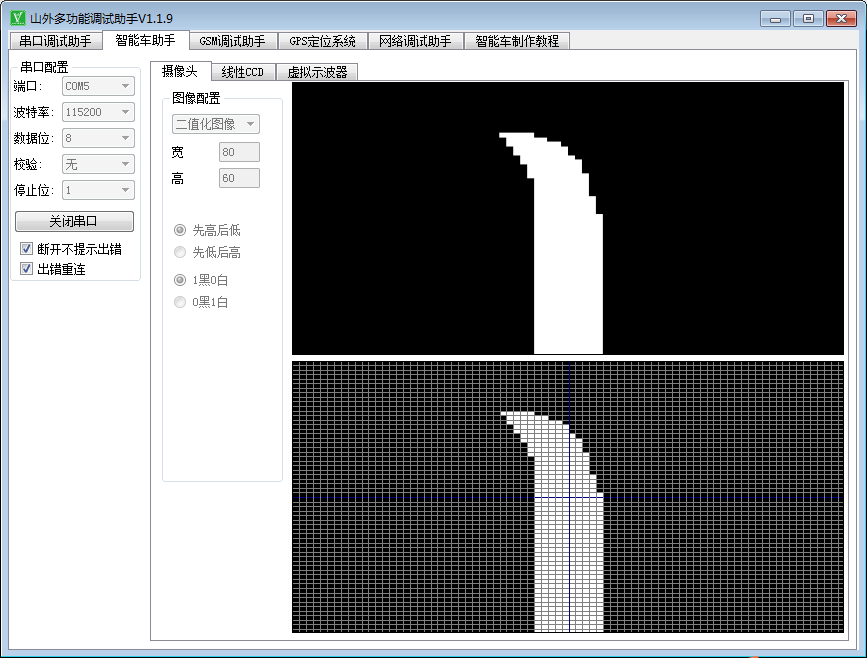 山外多功能调试助手V1.1.9
串口调试助手 智能车助手 GSM调试助手 GPS定位系统 网络调试助手 智能车制作教程
串口配置
端口: COM5
波特率: 115200
数据位: 8
校验: 无
停止位: 1
关闭串口
断开不提示出错
出错重连
摄像头 线性CCD 虚拟示波器
图像配置
二值化图像
宽 80
高 60
先高后低
先低后高
1黑0白
0黑1白